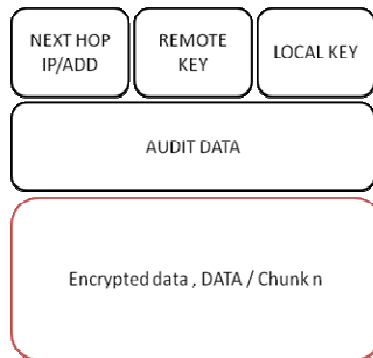 NEXT HOP
IP/ADD
REMOTE
KEY
LOCAL KEY
AUDIT DATA
Encrypted data , DATA / Chunk n